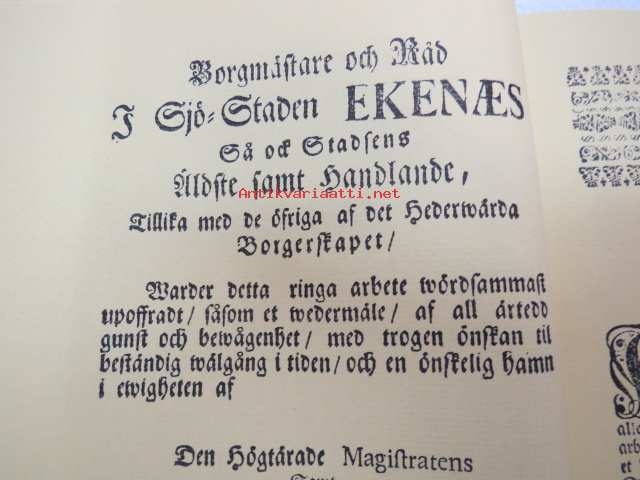 Borgmästare och Råd
I Sjö-Staden EKENÆS
Så ock Stadsens
Äldste samt Handlande,
Antikvariaatti.net
Tillika med de öfriga af det Hederwärda
Borgerskapet/
Warder detta ringa arbete wördsammast
upoffradt/ såsom et wedermäle/ af all ärtedd
gunst och bewågenhet/ med trogen önskan til
beständig wälgång i tiden/ och en önskelig hamn
i ewigheten af
Den Högtärade Magistratens